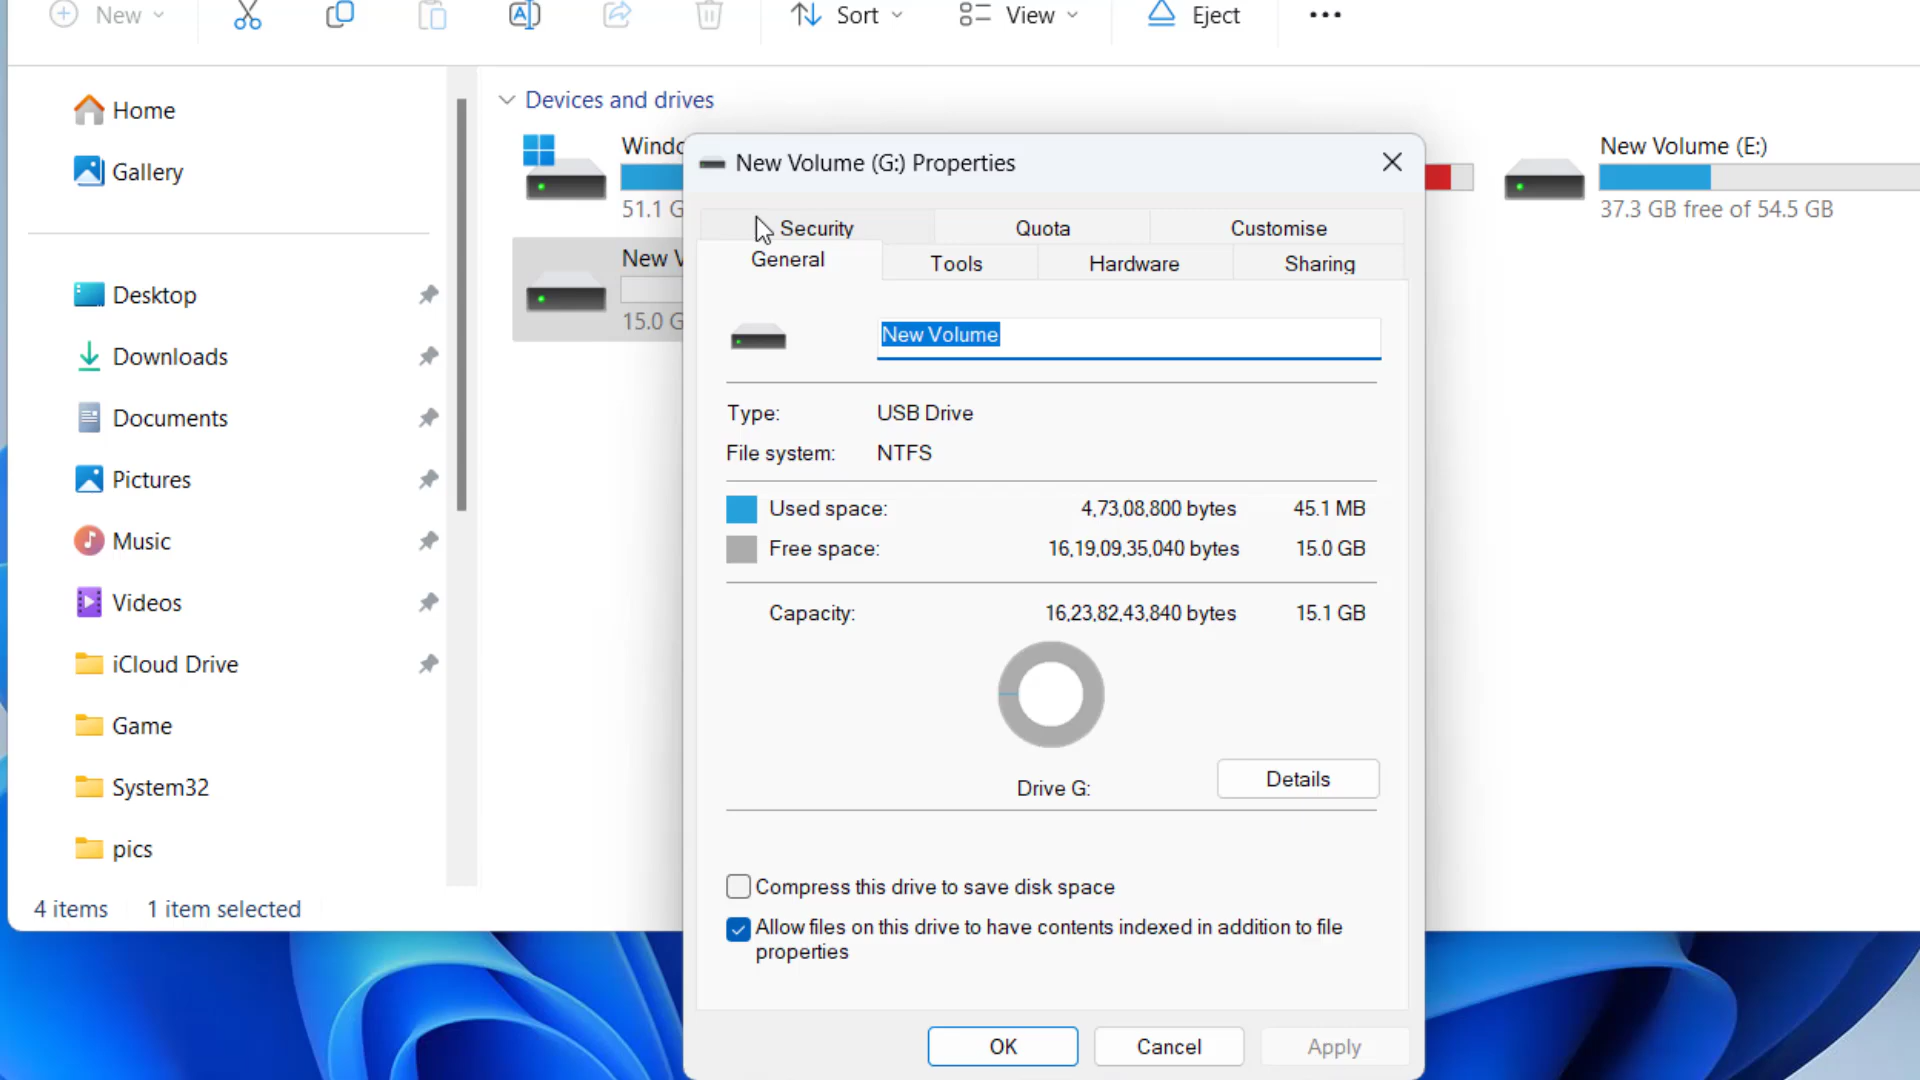 New
Sort
View
Eject
Home
Gallery
Desktop
Downloads
Documents
Pictures
Music
Videos
iCloud Drive
Game
System32
pics
4 items 1 item selected
Devices and drives
51.1
15.0
New Volume (E:)
37.3 GB free of 54.5 GB
New Volume (G:) Properties
Security Quota Customise
General Tools Hardware Sharing
New Volume
Type: USB Drive
File system: NTFS
Used space: 4,73,08,800 bytes 45.1 MB
Free space: 16,19,09,35,040 bytes 15.0 GB
Capacity: 16,23,82,43,840 bytes 15.1 GB
Drive G:
Details
Compress this drive to save disk space
Allow files on this drive to have contents indexed in addition to file
properties
OK Cancel Apply